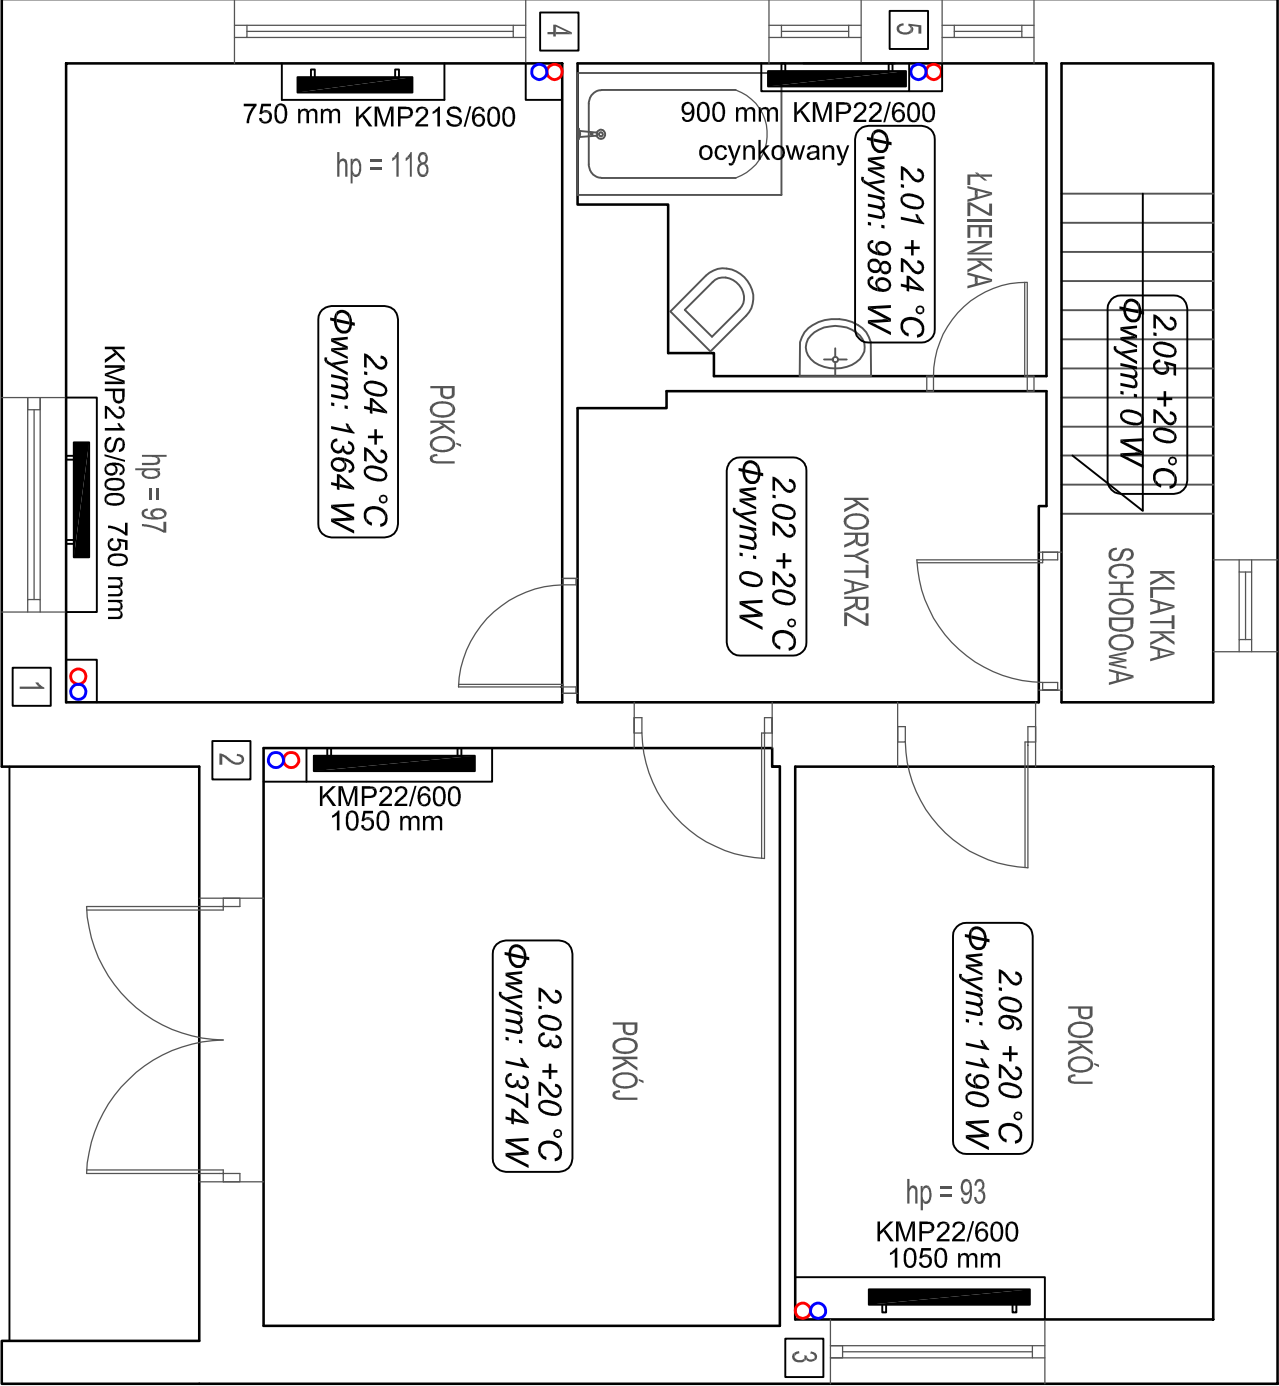 4
5
750 mm KMP21S/600
hp = 118
900 mm KMP22/600
ocynkowany
2.01 +24 °C
Φwym: 989 W
ŁAZIENKA
2.05 +20 °C
Φwym: 0 W
KLATKA
SCHODOwA
2.04 +20 °C
Φwym: 1364 W
POKÓJ
hp = 97
KMP21S/600 750 mm
2.02 +20 °C
Φwym: 0 W
KORYTARZ
1
2
KMP22/600
1050 mm
2.03 +20 °C
Φwym: 1374 W
POKÓJ
2.06 +20 °C
Φwym: 1190 W
POKÓJ
hp = 93
KMP22/600
1050 mm
3